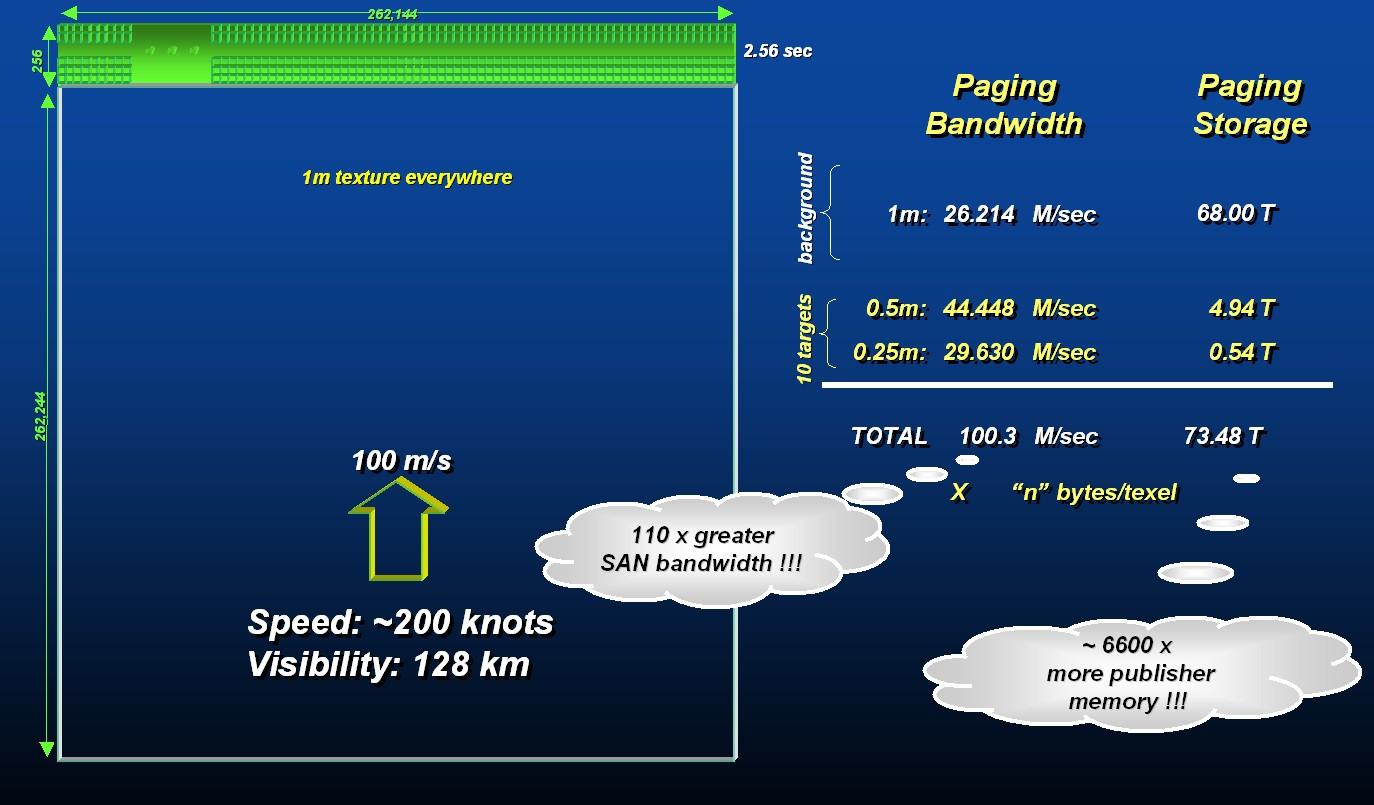 262,144
256
2.56 sec
262,244
1m texture everywhere
100 m/s
Speed: ~200 knots
Visibility: 128 km
Paging Bandwidth
Paging Storage
background
1m: 26.214 M/sec 68.00 T
10 targets
0.5m: 44.448 M/sec 4.94 T
0.25m: 29.630 M/sec 0.54 T
TOTAL 100.3 M/sec 73.48 T
X “n” bytes/texel
110 x greater
SAN bandwidth !!!
~ 6600 x
more publisher
memory !!!